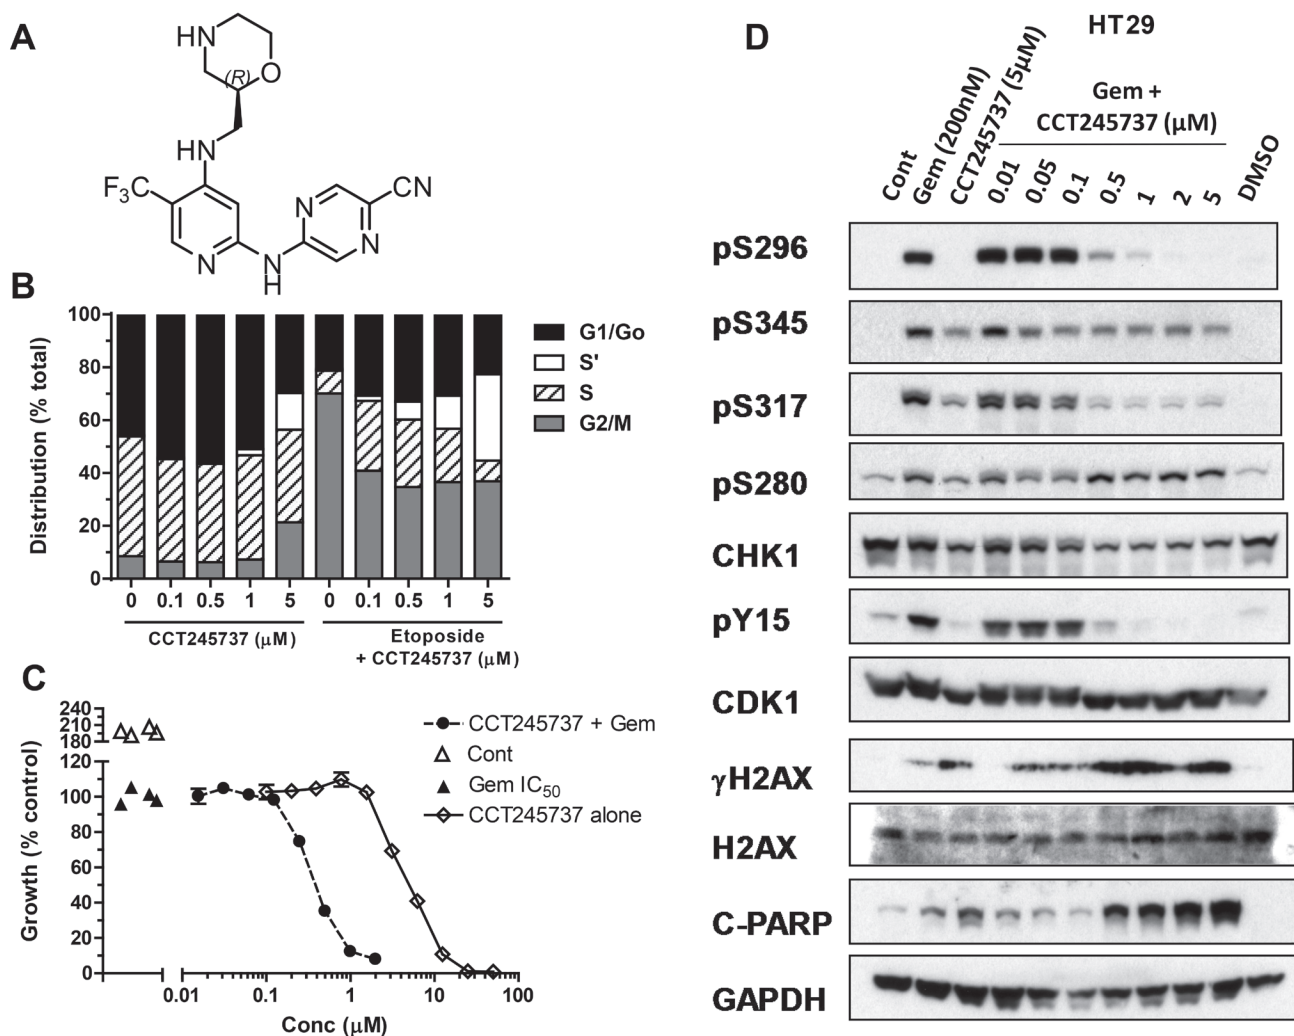 A
HN
(R)
O
HN
F3C
N
N
H
N
N
CN
B
Distribution (% total)
100
80
60
40
20
0
G1/Go
S'
S
G2/M
0 0.1 0.5 1 5 0 0.1 0.5 1 5
CCT245737 (μM)
Etoposide
+ CCT245737 (μM)
C
Growth (% control)
240
210
180
120
100
80
60
40
20
0
CCT245737 + Gem
Cont
Gem IC50
CCT245737 alone
0.01 0.1 1 10 100
Conc (μM)
D
HT29
Gem +
CCT245737 (μM)
Cont
Gem (200nM)
CCT245737 (5μM)
0.01
0.05
0.1
0.5
1
2
5
DMSO
pS296
pS345
pS317
pS280
CHK1
pY15
CDK1
γH2AX
H2AX
C-PARP
GAPDH